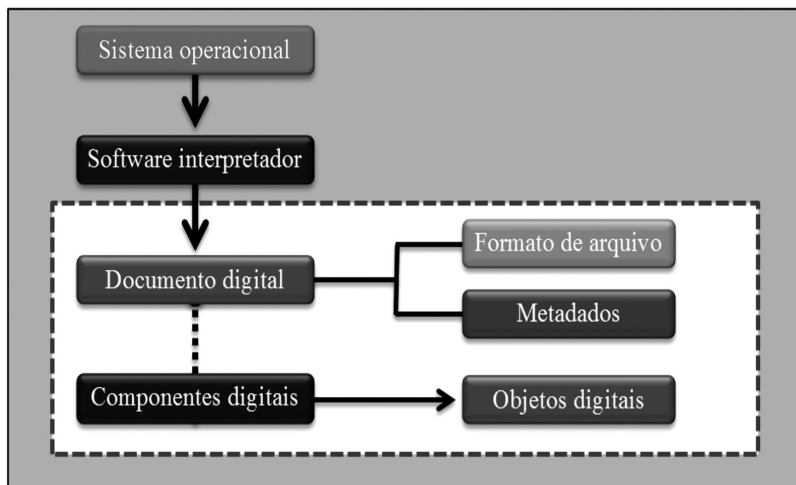 Sistema operacional
Software interpretador
Documento digital
Formato de arquivo
Metadados
Componentes digitais
Objetos digitais